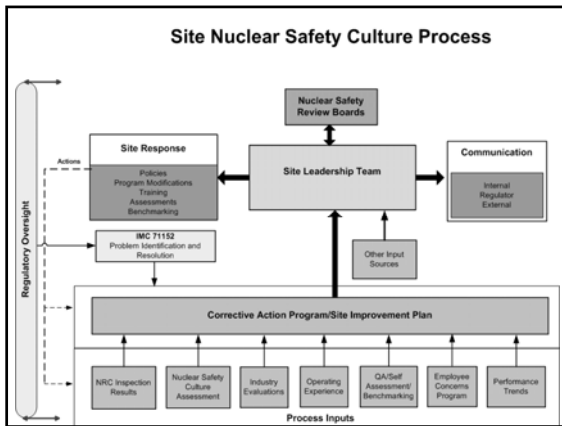 Site Nuclear Safety Culture Process
Nuclear Safety
Review Boards
Actions
Site Response
Policies
Program Modifications
Training
Assessments
Benchmarking
Site Leadership Team
Communication
Internal
Regulator
External
Regulatory Oversight
IMC 71152
Problem Identification and
Resolution
Other Input
Sources
Corrective Action Program/Site Improvement Plan
NRC Inspection
Results
Nuclear Safety
Culture
Assessment
Industry
Evaluations
Operating
Experience
QA/Self
Assessment/
Benchmarking
Employee
Concerns
Program
Performance
Trends
Process Inputs